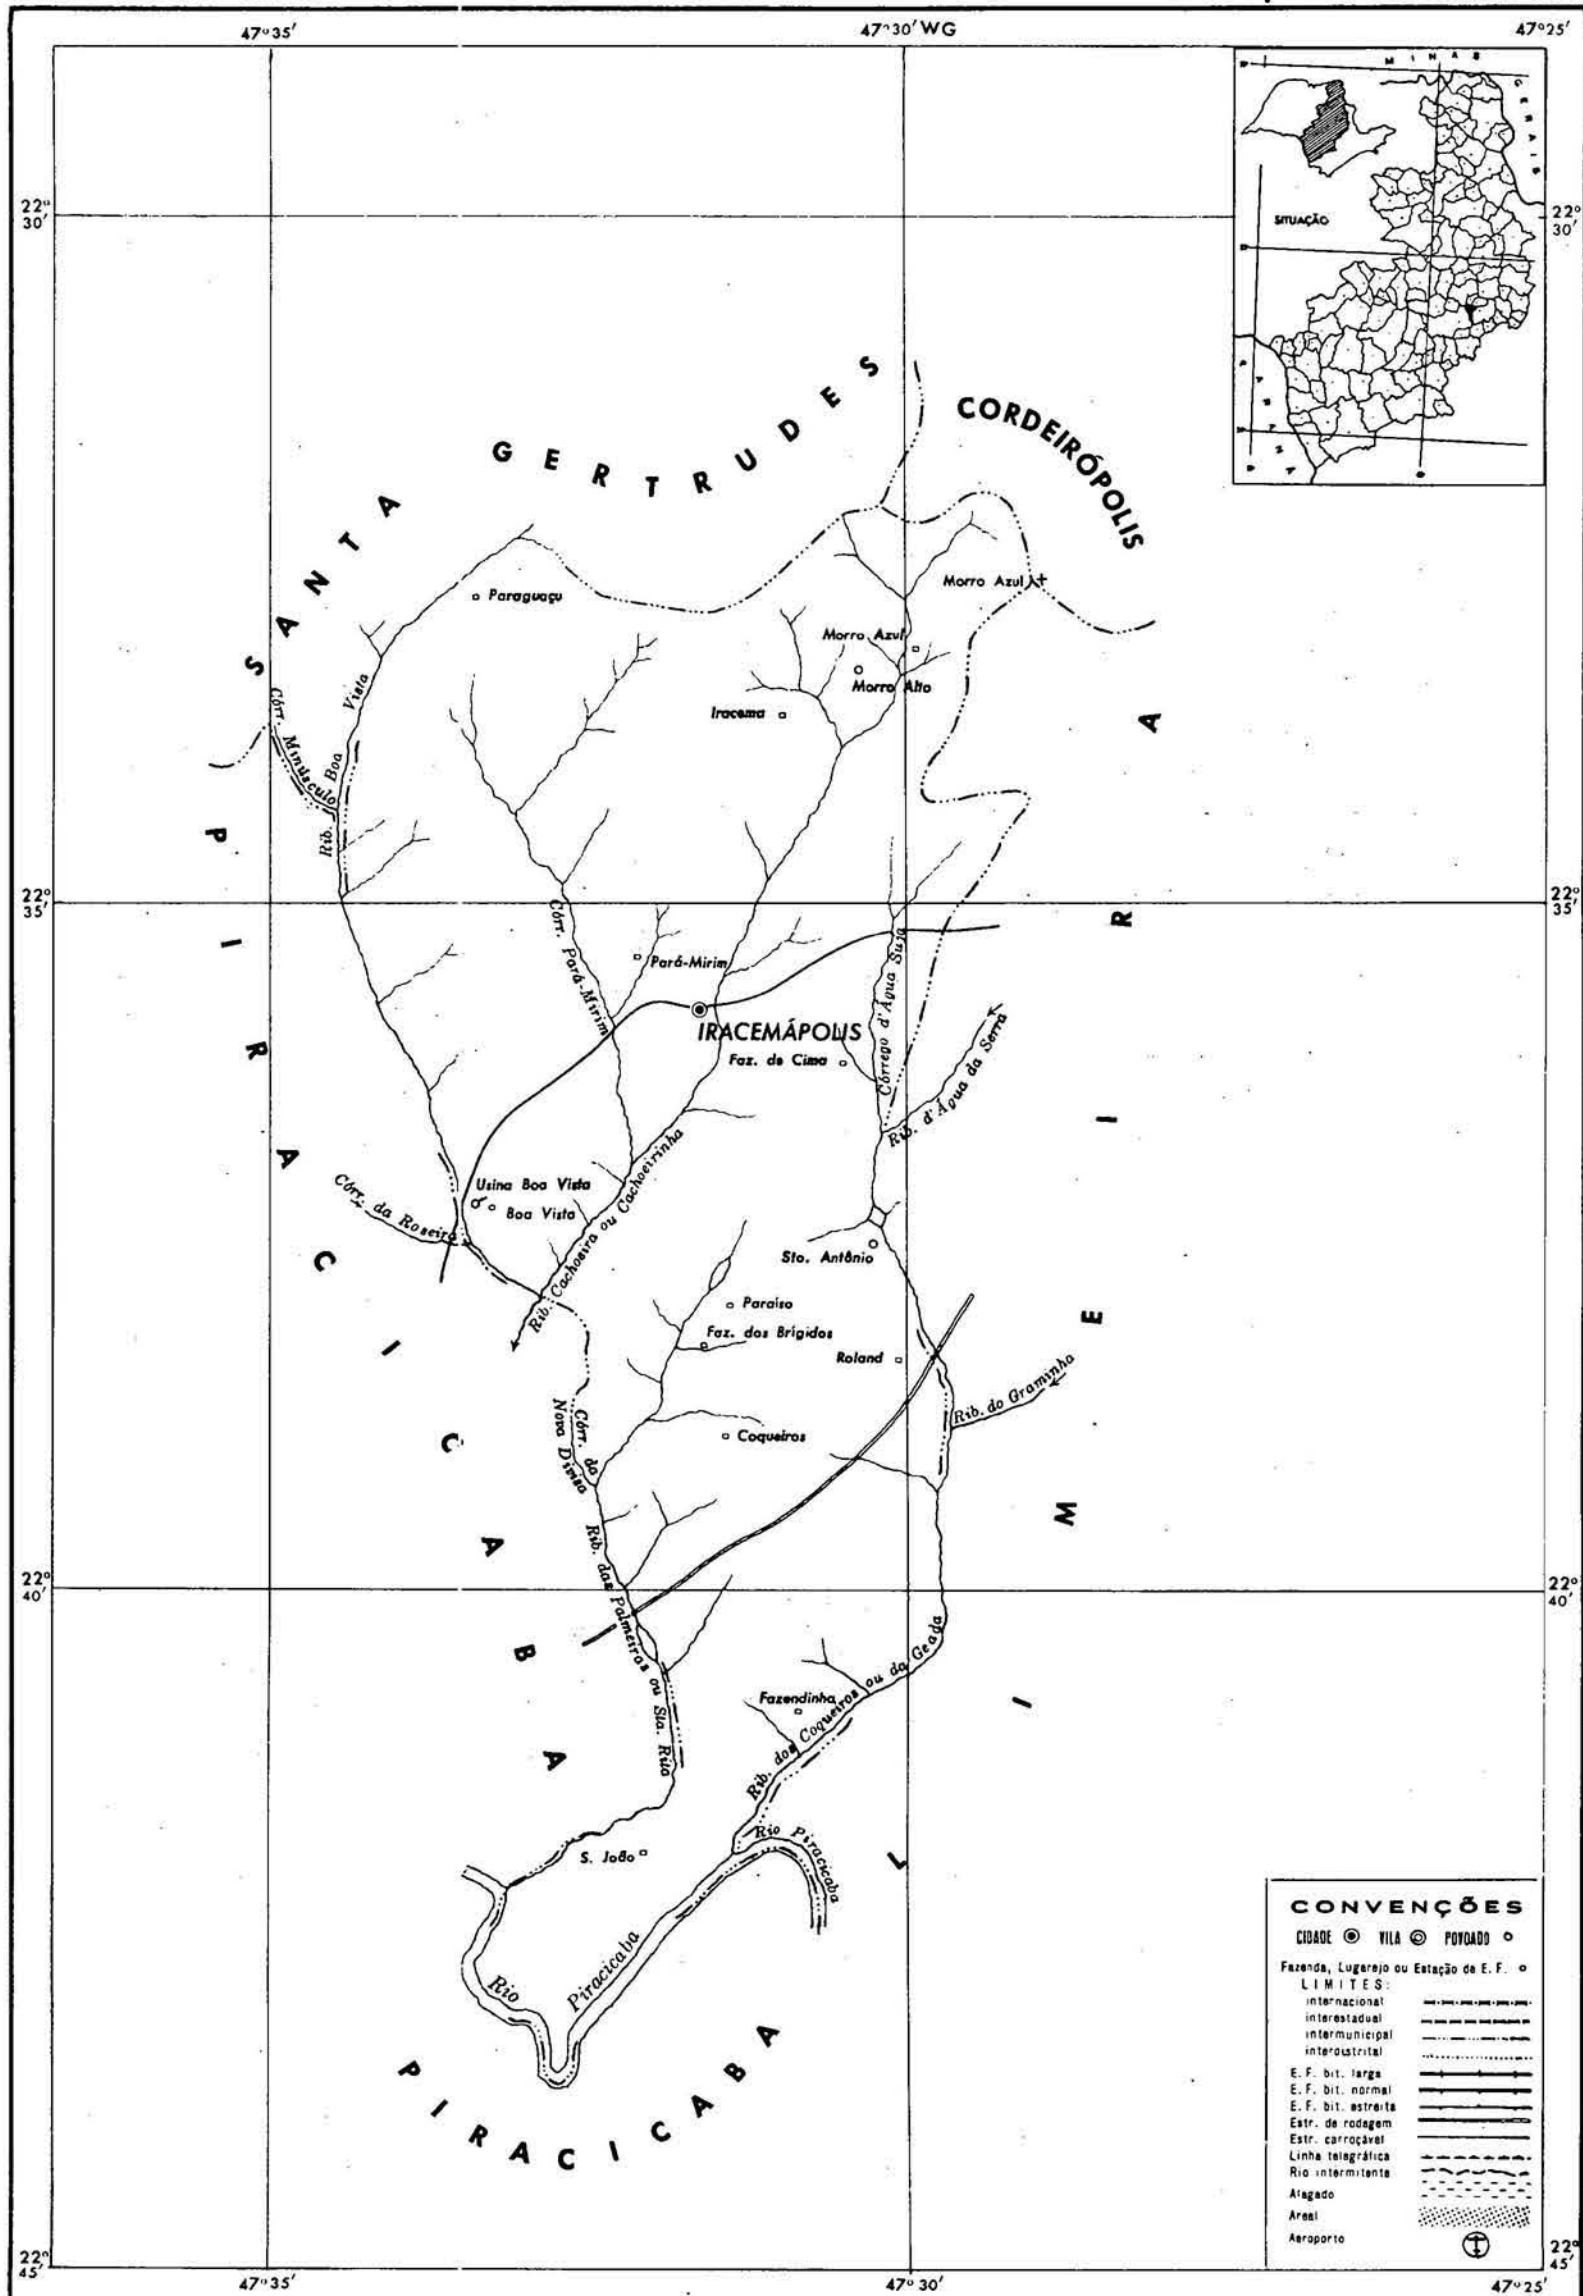 47°35'
47°30' WG
47°25'
MINAS
GERAIS
SITUAÇÃO
PARANÁ
22°
30'
22°
30'
SANTA GERTRUDES
CORDEIRÓPOLIS
Morro Azul
Paraguaçu
Morro Azul
Morro Alto
Iracema
Córr. Minúsculo
Rib. Boa Vista
22°
35'
22°
35'
Córr. Pará-Mirim
Pará-Mirim
IRACEMÁPOLIS
Faz. de Cima
Córrego d'Água Suja
Rib. d'Água da Serra
Usina Boa Vista
Boa Vista
Córr. da Roseira
Rib. Cachoeira ou Cachoeirinha
Sto. Antônio
Paraíso
Faz. dos Brígidos
Roland
Rib. do Graminha
Córr. da
Nova Divisa
Coqueiros
PIRACICABA
LIMEIRA
22°
40'
22°
40'
Rib. das Palmeiras ou Sta. Rita
Rib. dos Coqueiros ou da Geada
Fazendinha
S. João
Rio Piracicaba
Rio Piracicaba
PIRACICABA
CONVENÇÕES
CIDADE VILA POVOADO
Fazenda, Lugarejo ou Estação de E. F.
LIMITES:
internacional
interestadual
intermunicipal
interdistrital
E. F. bit. larga
E. F. bit. normal
E. F. bit. estreita
Estr. de rodagem
Estr. carroçável
Linha telegráfica
Rio intermitente
Alagado
Areal
Aeroporto
22°
45'
22°
45'
47°35'
47°30'
47°25'